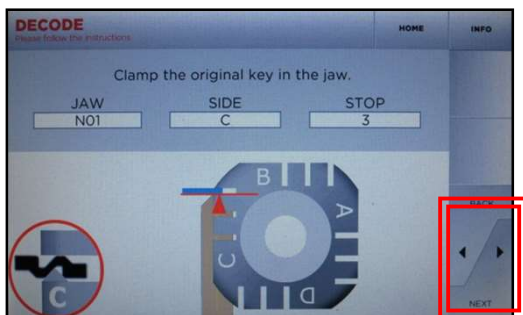 DECODE
Please follow the instructions.
HOME
INFO
Clamp the original key in the jaw.
JAW
SIDE
STOP
N01
C
3
B
A
C
D
C
BACK
NEXT